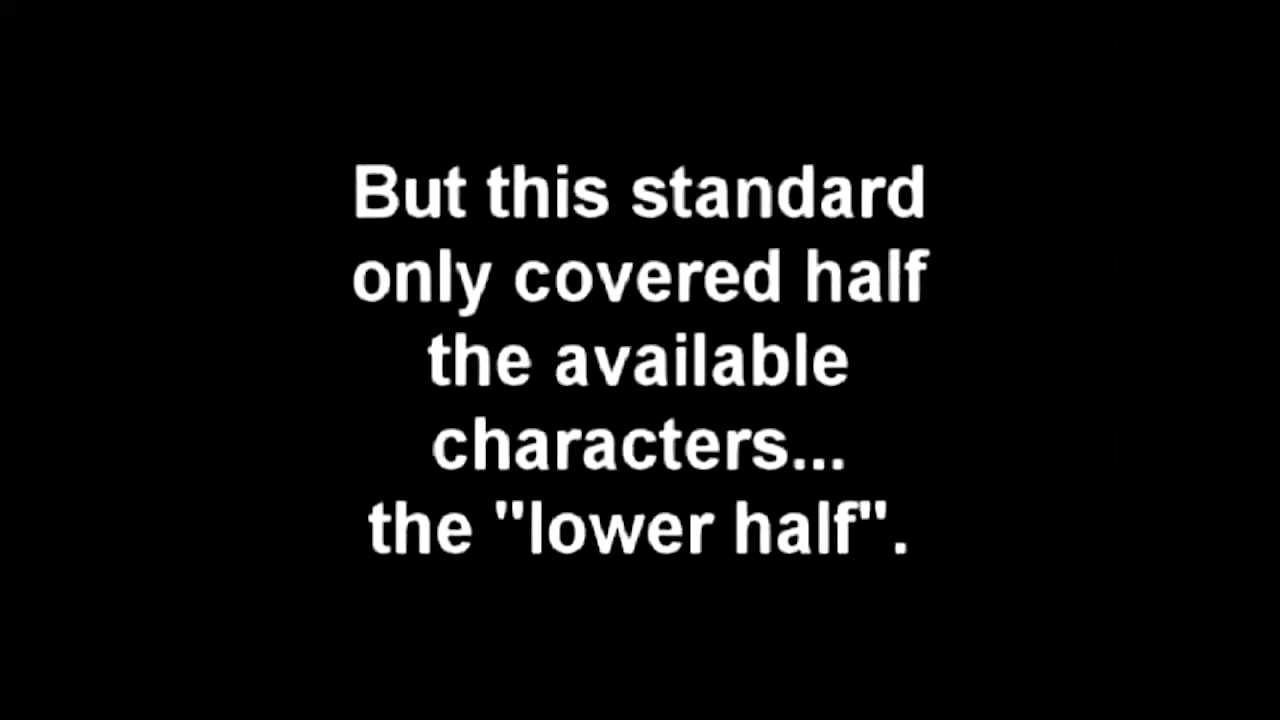 But this standard
only covered half
the available
characters...
the "lower half".